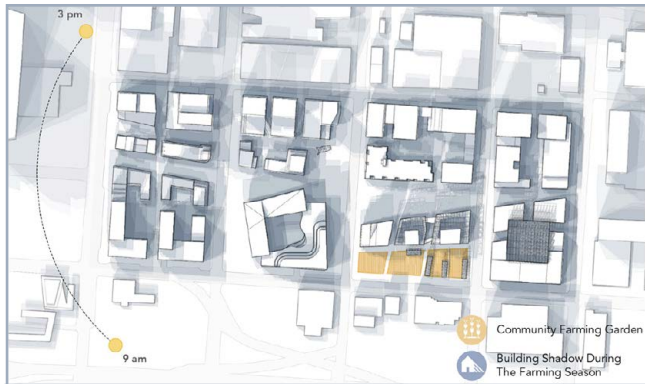 3 pm
9 am
Community Farming Garden
Building Shadow During
The Farming Season